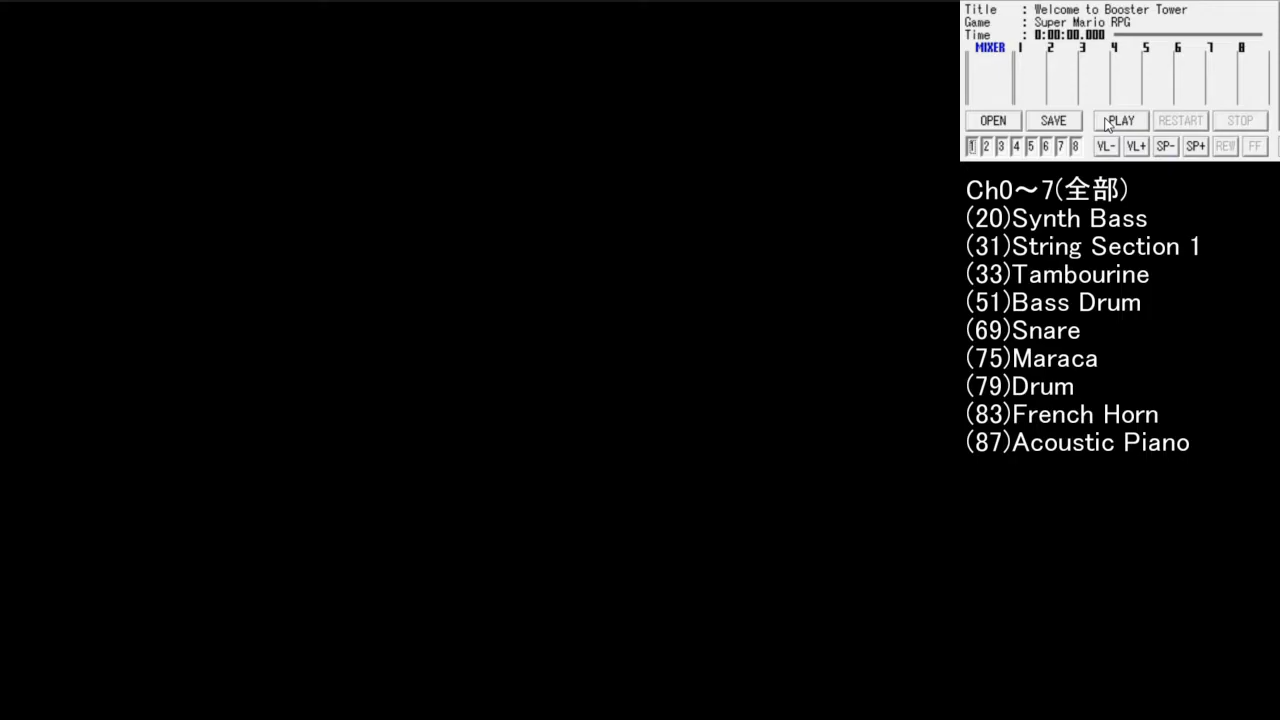 Title : Welcome to Booster Tower
Game : Super Mario RPG
Time : 0:00:00.000
MIXER 1 2 3 4 5 6 7 8
OPEN SAVE PLAY RESTART STOP
1 2 3 4 5 6 7 8 VL- VL+ SP- SP+ REW FF
Ch0～7(全部)
(20)Synth Bass
(31)String Section 1
(33)Tambourine
(51)Bass Drum
(69)Snare
(75)Maraca
(79)Drum
(83)French Horn
(87)Acoustic Piano